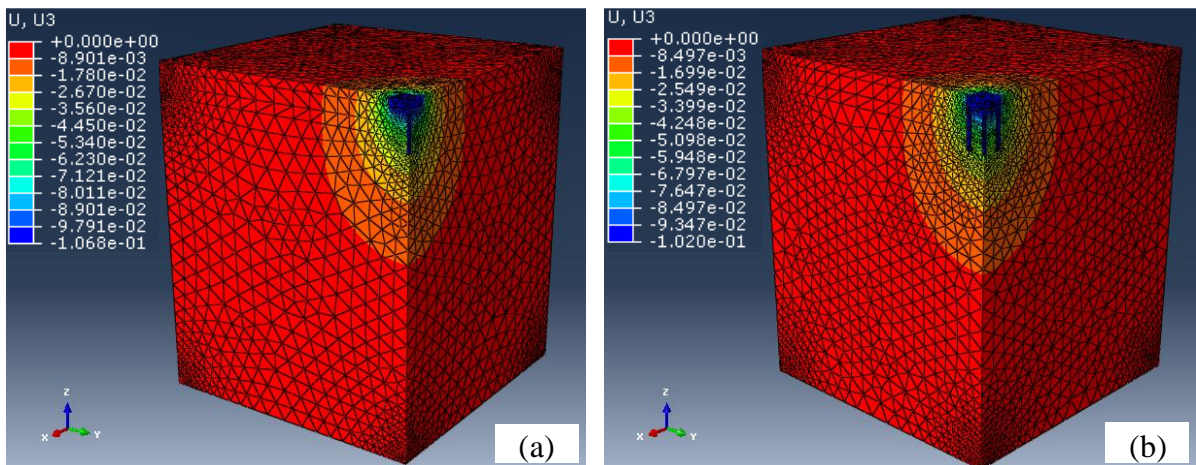 U, U3
+0.000e+00
-8.901e-03
-1.780e-02
-2.670e-02
-3.560e-02
-4.450e-02
-5.340e-02
-6.230e-02
-7.121e-02
-8.011e-02
-8.901e-02
-9.791e-02
-1.068e-01
Z
X
Y
(a)
U, U3
+0.000e+00
-8.497e-03
-1.699e-02
-2.549e-02
-3.399e-02
-4.248e-02
-5.098e-02
-5.948e-02
-6.797e-02
-7.647e-02
-8.497e-02
-9.347e-02
-1.020e-01
Z
X
Y
(b)